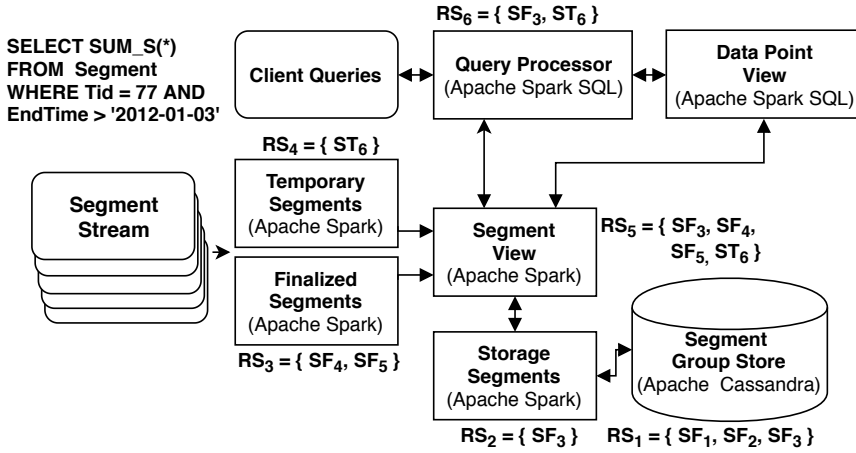 SELECT SUM_S(*)
FROM Segment
WHERE Tid = 77 AND
EndTime > '2012-01-03'
Client Queries
RS6 = { SF3, ST6 }
Query Processor
(Apache Spark SQL)
Data Point
View
(Apache Spark SQL)
Segment
Stream
RS4 = { ST6 }
Temporary
Segments
(Apache Spark)
Finalized
Segments
(Apache Spark)
RS3 = { SF4, SF5 }
Segment
View
(Apache Spark)
RS5 = { SF3, SF4,
SF5, ST6 }
Storage
Segments
(Apache Spark)
RS2 = { SF3 }
Segment
Group Store
(Apache Cassandra)
RS1 = { SF1, SF2, SF3 }